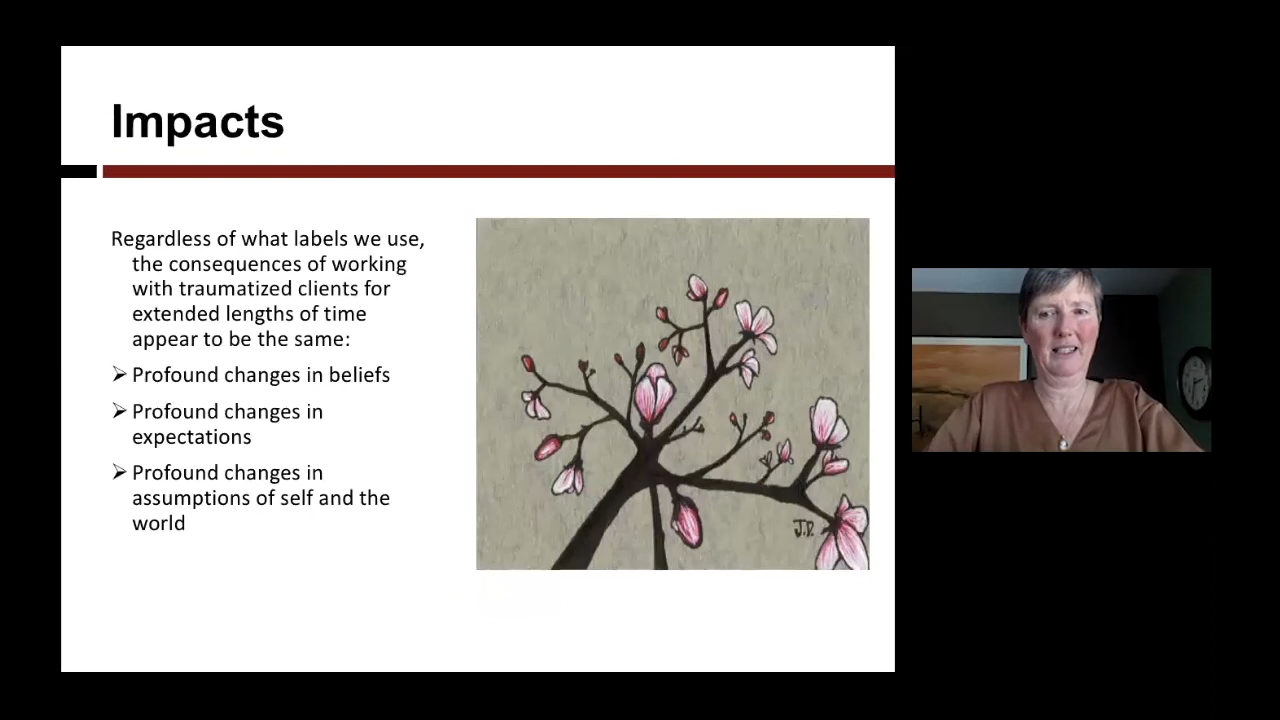 Impacts
Regardless of what labels we use,
the consequences of working
with traumatized clients for
extended lengths of time
appear to be the same:
➢ Profound changes in beliefs
➢ Profound changes in
expectations
➢ Profound changes in
assumptions of self and the
world
J.D.